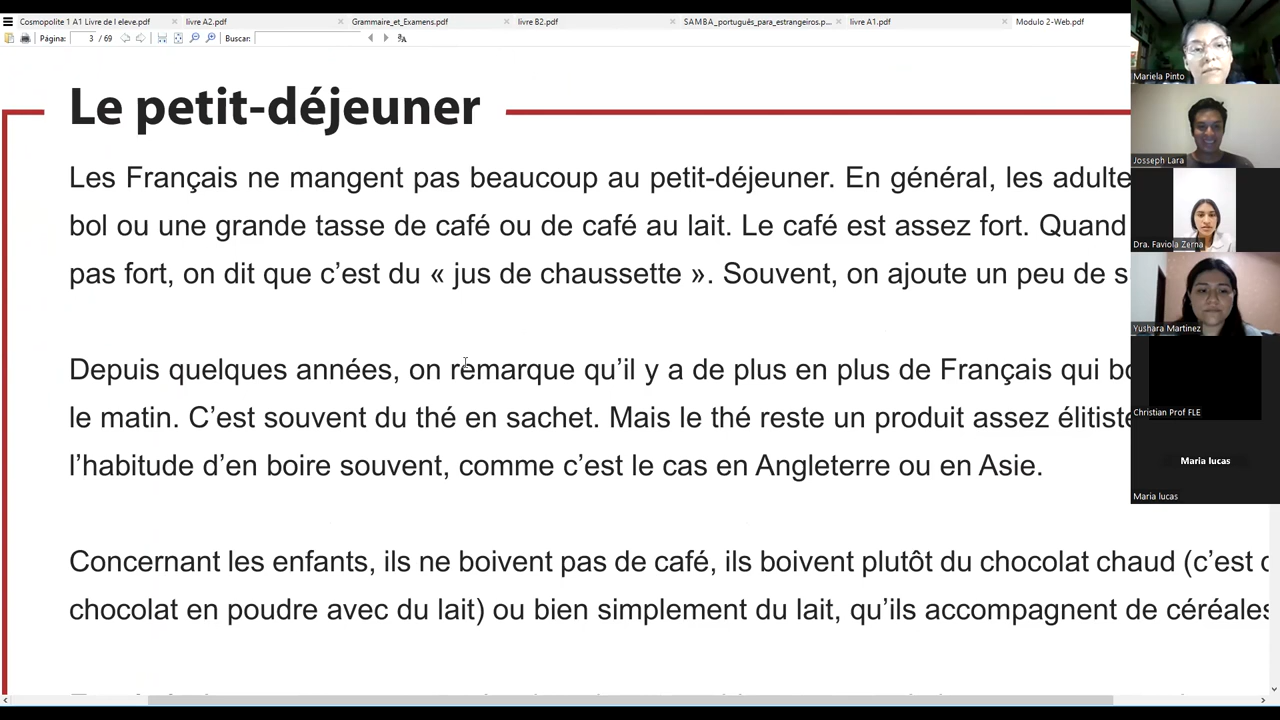 Cosmopolite 1 A1 Livre de l eleve.pdf
livre A2.pdf
Grammaire_et_Examens.pdf
livre B2.pdf
SAMBA_português_para_estrangeiros.p...
livre A1.pdf
Modulo 2-Web.pdf
Página: 3 / 69 Buscar:
Le petit-déjeuner
Les Français ne mangent pas beaucoup au petit-déjeuner. En général, les adulte
bol ou une grande tasse de café ou de café au lait. Le café est assez fort. Quand
pas fort, on dit que c’est du « jus de chaussette ». Souvent, on ajoute un peu de s
Depuis quelques années, on remarque qu’il y a de plus en plus de Français qui bo
le matin. C’est souvent du thé en sachet. Mais le thé reste un produit assez élitiste
l’habitude d’en boire souvent, comme c’est le cas en Angleterre ou en Asie.
Concernant les enfants, ils ne boivent pas de café, ils boivent plutôt du chocolat chaud (c’est
chocolat en poudre avec du lait) ou bien simplement du lait, qu’ils accompagnent de céréales
Mariela Pinto
Josseph Lara
Dra. Faviola Zerna
Yushara Martinez
Christian Prof FLE
Maria lucas
Maria lucas